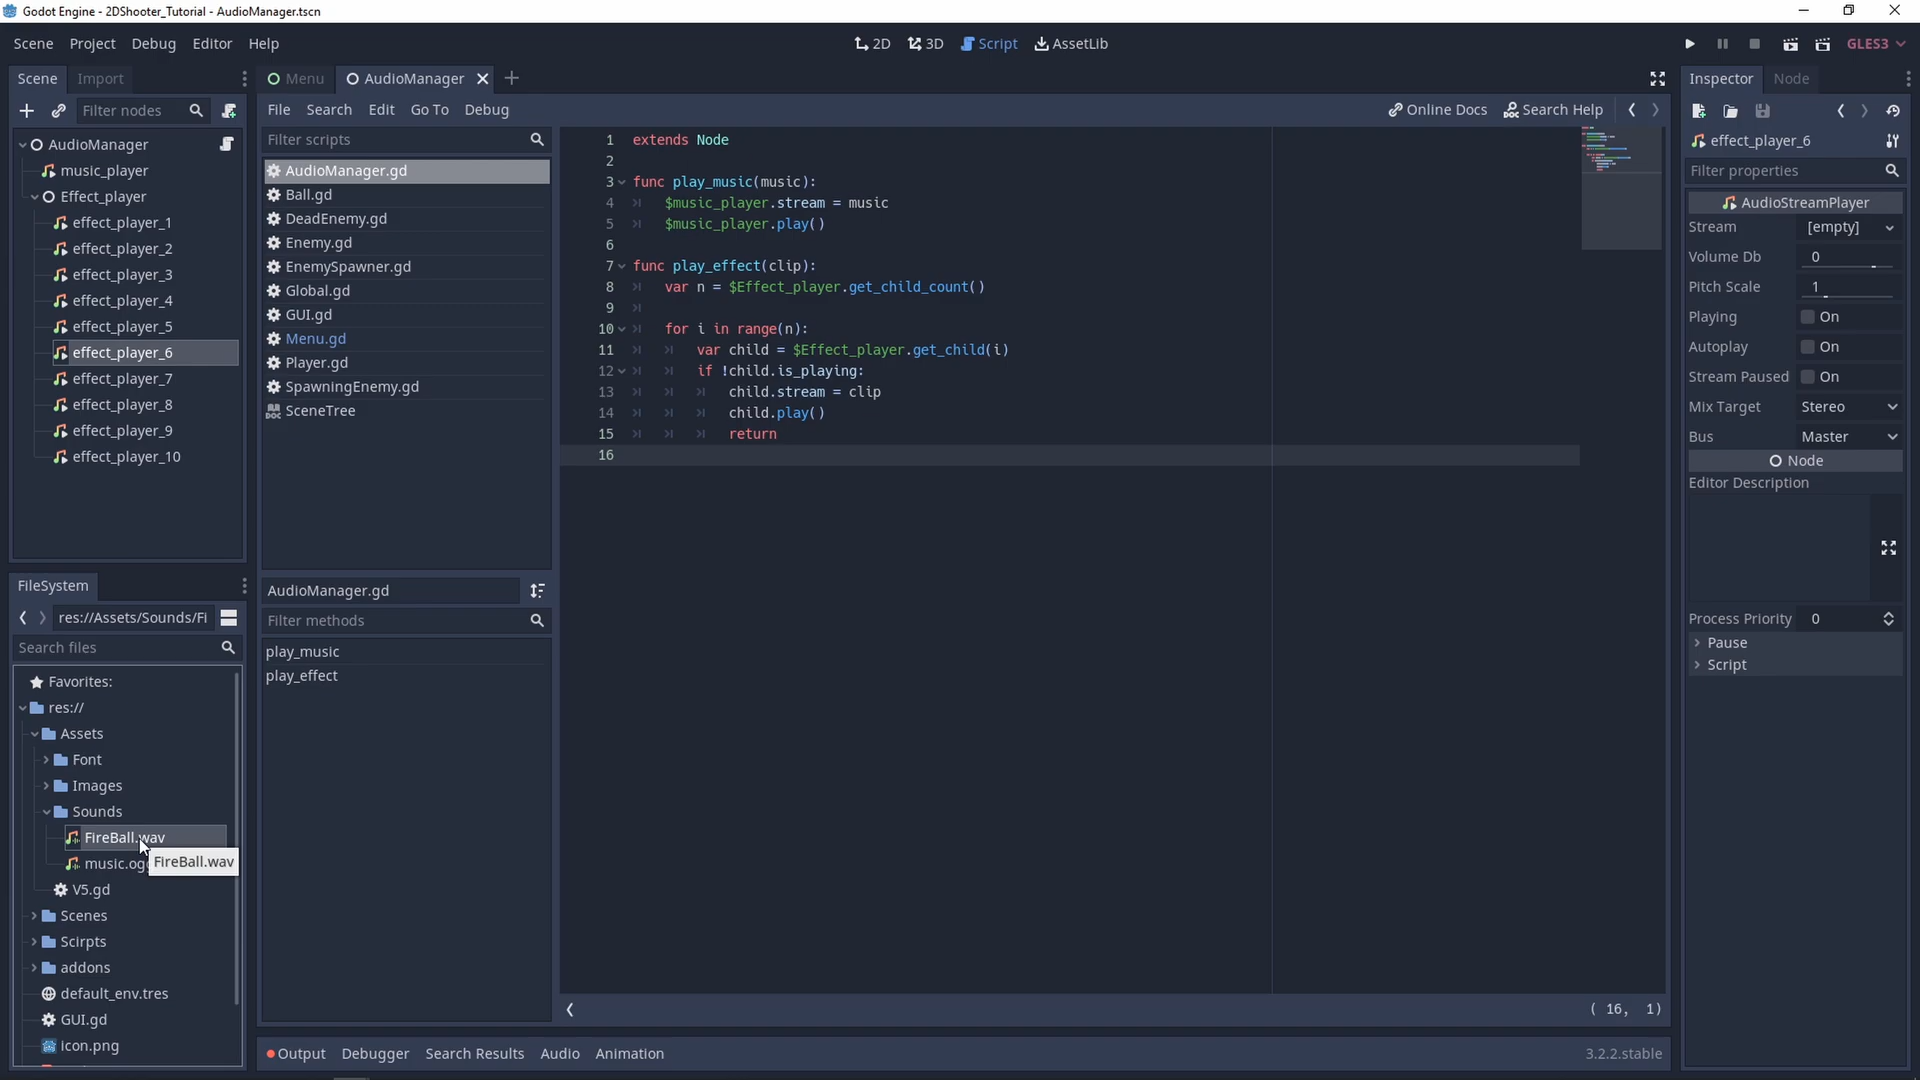 Godot Engine - 2DShooter_Tutorial - AudioManager.tscn
Scene Project Debug Editor Help
2D 3D Script AssetLib
GLES3
Scene Import
Filter nodes
AudioManager
music_player
Effect_player
effect_player_1
effect_player_2
effect_player_3
effect_player_4
effect_player_5
effect_player_6
effect_player_7
effect_player_8
effect_player_9
effect_player_10
FileSystem
res://Assets/Sounds/Fi
Search files
Favorites:
res://
Assets
Font
Images
Sounds
FireBall.wav
music.ogg
FireBall.wav
V5.gd
Scenes
Scirpts
addons
default_env.tres
GUI.gd
icon.png
Menu AudioManager
File Search Edit Go To Debug
Online Docs Search Help
Filter scripts
AudioManager.gd
Ball.gd
DeadEnemy.gd
Enemy.gd
EnemySpawner.gd
Global.gd
GUI.gd
Menu.gd
Player.gd
SpawningEnemy.gd
DOC SceneTree
AudioManager.gd
Filter methods
play_music
play_effect
1 extends Node
2
3 func play_music(music):
4 $music_player.stream = music
5 $music_player.play()
6
7 func play_effect(clip):
8 var n = $Effect_player.get_child_count()
9
10 for i in range(n):
11 var child = $Effect_player.get_child(i)
12 if !child.is_playing:
13 child.stream = clip
14 child.play()
15 return
16
( 16, 1)
Output Debugger Search Results Audio Animation
3.2.2.stable
Inspector Node
effect_player_6
Filter properties
AudioStreamPlayer
Stream [empty]
Volume Db 0
Pitch Scale 1
Playing On
Autoplay On
Stream Paused On
Mix Target Stereo
Bus Master
Node
Editor Description
Process Priority 0
Pause
Script